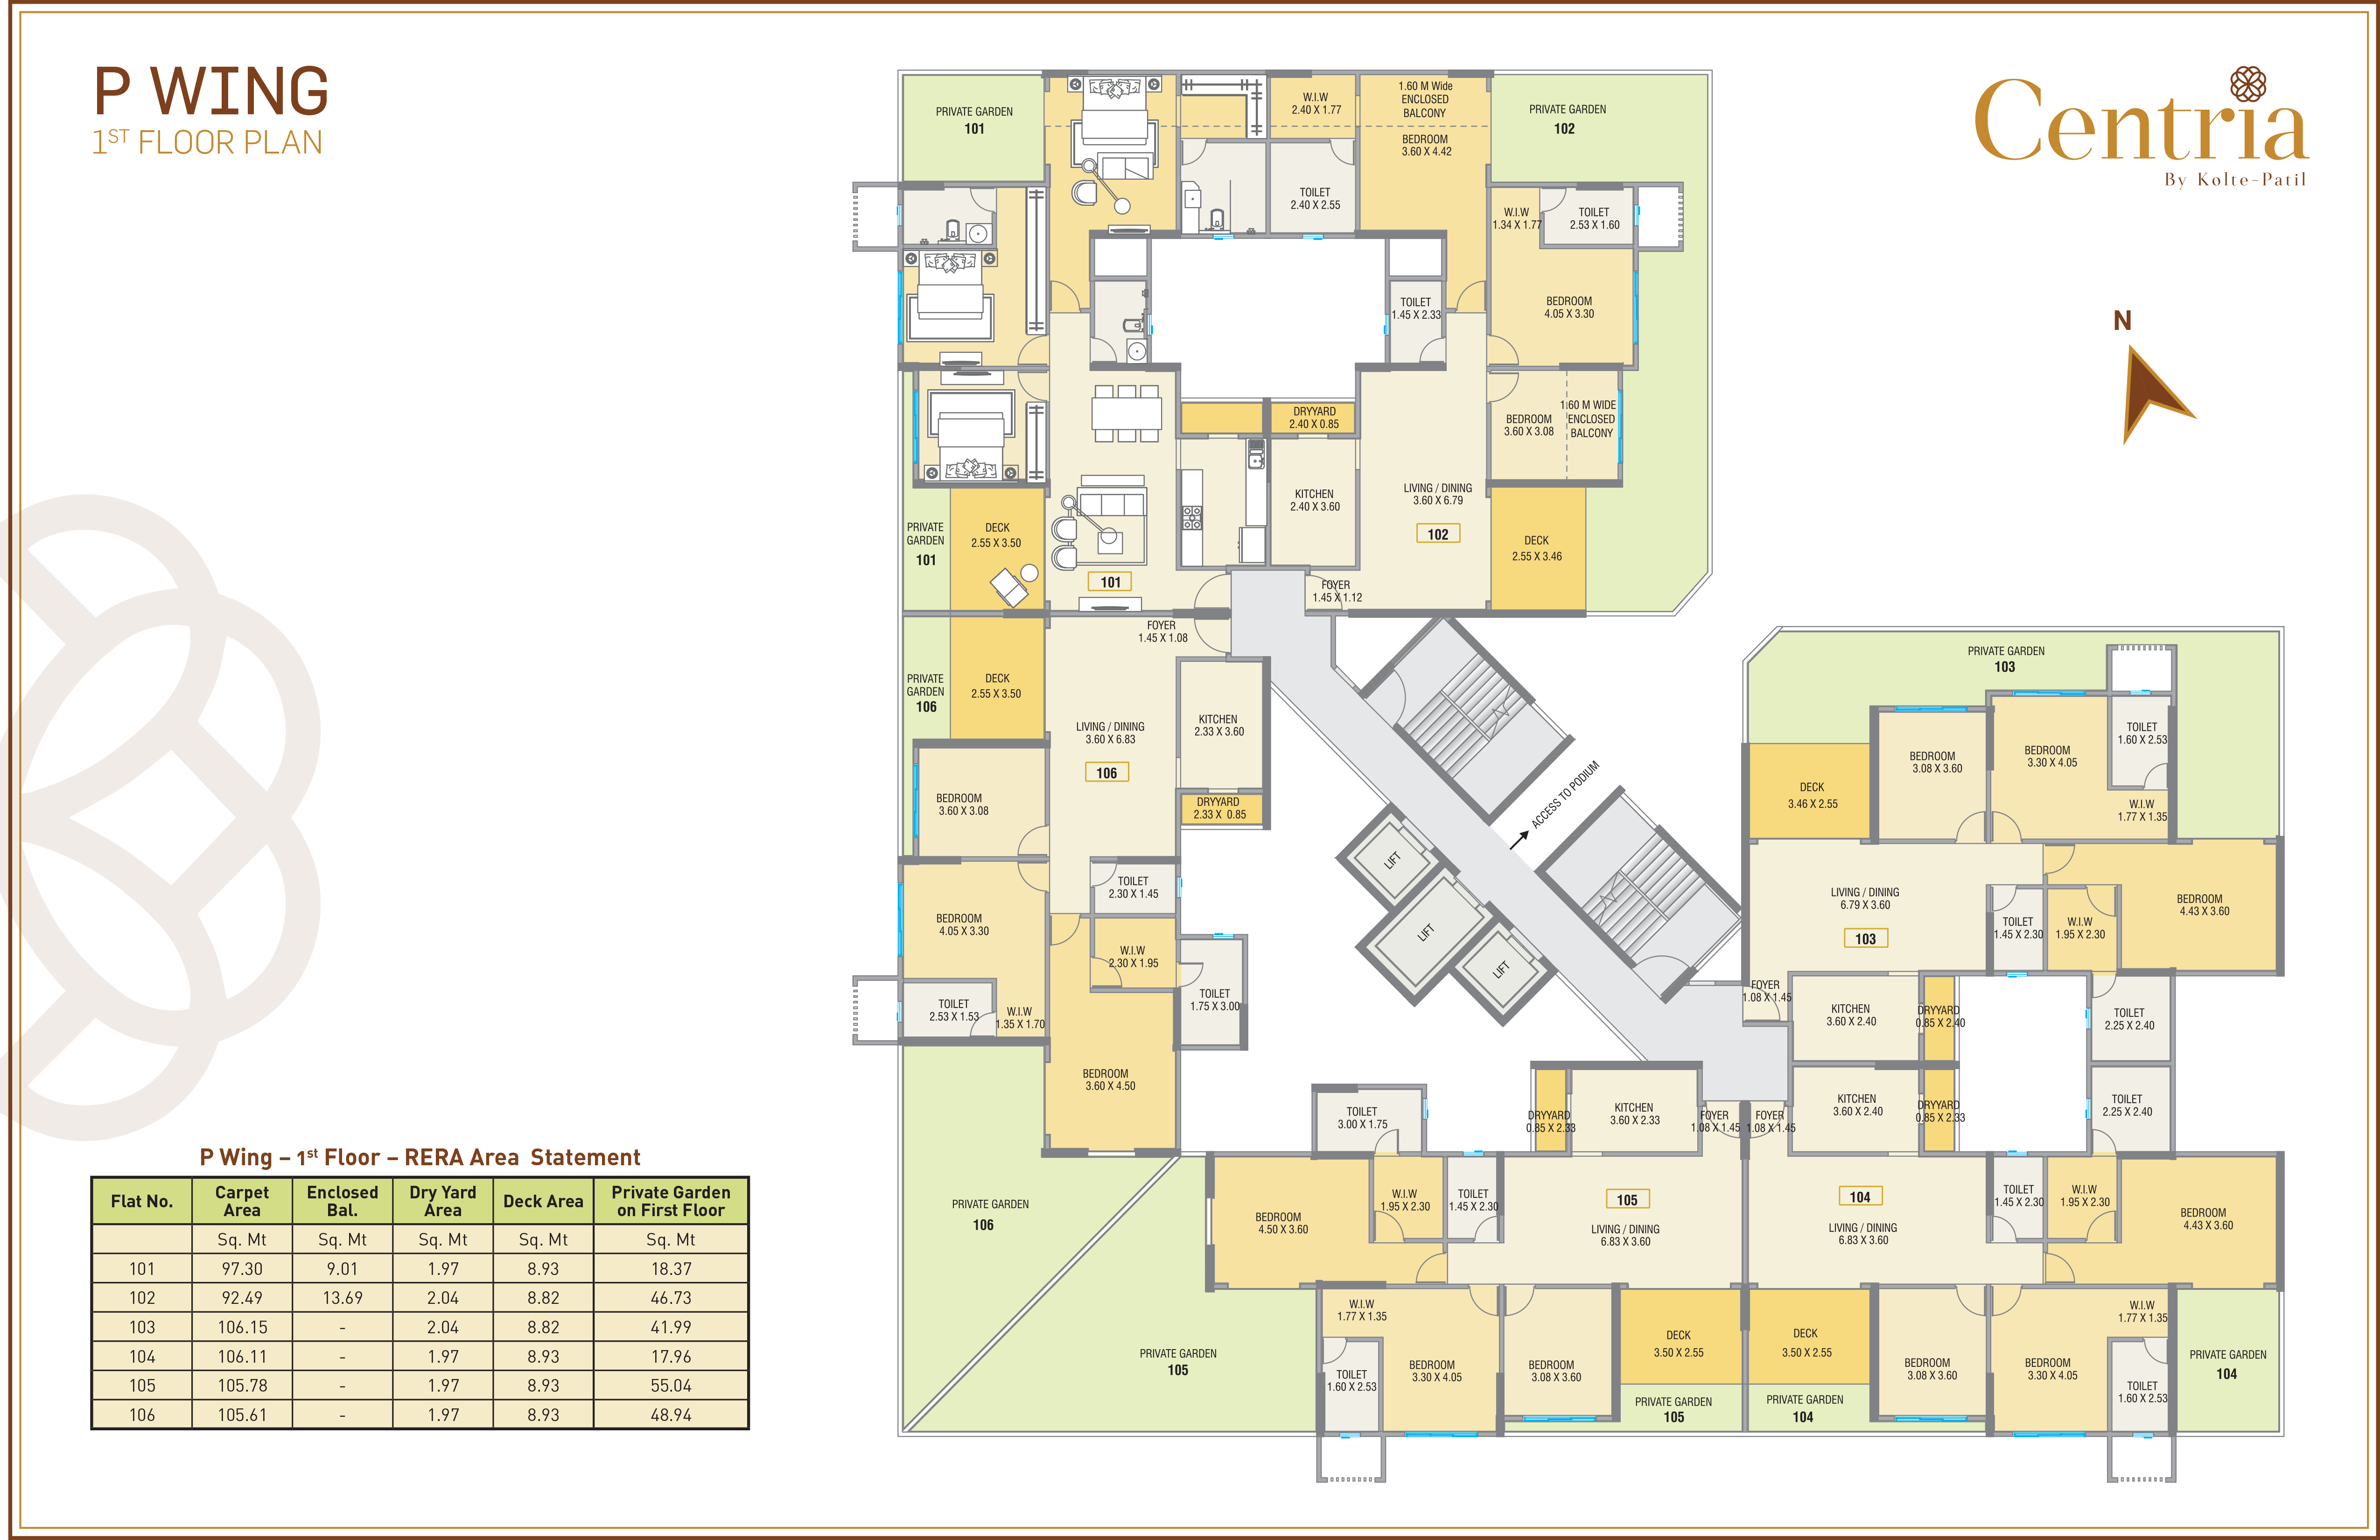 P WING
1ST FLOOR PLAN
Centria
By Kolte-Patil
N
PRIVATE GARDEN
101
W.I.W
2.40 X 1.77
1.60 M Wide
ENCLOSED
BALCONY
BEDROOM
3.60 X 4.42
PRIVATE GARDEN
102
TOILET
2.40 X 2.55
W.I.W
1.34 X 1.77
TOILET
2.53 X 1.60
TOILET
1.45 X 2.33
BEDROOM
4.05 X 3.30
DRYYARD
2.40 X 0.85
BEDROOM
3.60 X 3.08
1.60 M WIDE
ENCLOSED
BALCONY
KITCHEN
2.40 X 3.60
LIVING / DINING
3.60 X 6.79
102
PRIVATE
GARDEN
101
DECK
2.55 X 3.50
DECK
2.55 X 3.46
101
FOYER
1.45 X 1.12
FOYER
1.45 X 1.08
PRIVATE
GARDEN
106
DECK
2.55 X 3.50
LIVING / DINING
3.60 X 6.83
106
KITCHEN
2.33 X 3.60
DRYYARD
2.33 X 0.85
BEDROOM
3.60 X 3.08
TOILET
2.30 X 1.45
BEDROOM
4.05 X 3.30
W.I.W
2.30 X 1.95
TOILET
1.75 X 3.00
TOILET
2.53 X 1.53
W.I.W
1.35 X 1.70
BEDROOM
3.60 X 4.50
ACCESS TO PODIUM
LIFT
LIFT
LIFT
PRIVATE GARDEN
103
DECK
3.46 X 2.55
BEDROOM
3.08 X 3.60
BEDROOM
3.30 X 4.05
TOILET
1.60 X 2.53
W.I.W
1.77 X 1.35
LIVING / DINING
6.79 X 3.60
103
TOILET
1.45 X 2.30
W.I.W
1.95 X 2.30
BEDROOM
4.43 X 3.60
FOYER
1.08 X 1.45
KITCHEN
3.60 X 2.40
DRYYARD
0.85 X 2.40
TOILET
2.25 X 2.40
TOILET
3.00 X 1.75
DRYYARD
0.85 X 2.33
KITCHEN
3.60 X 2.33
FOYER
1.08 X 1.45
FOYER
1.08 X 1.45
KITCHEN
3.60 X 2.40
DRYYARD
0.85 X 2.33
TOILET
2.25 X 2.40
PRIVATE GARDEN
106
BEDROOM
4.50 X 3.60
W.I.W
1.95 X 2.30
TOILET
1.45 X 2.30
105
LIVING / DINING
6.83 X 3.60
104
LIVING / DINING
6.83 X 3.60
TOILET
1.45 X 2.30
W.I.W
1.95 X 2.30
BEDROOM
4.43 X 3.60
PRIVATE GARDEN
105
W.I.W
1.77 X 1.35
TOILET
1.60 X 2.53
BEDROOM
3.30 X 4.05
BEDROOM
3.08 X 3.60
DECK
3.50 X 2.55
PRIVATE GARDEN
105
DECK
3.50 X 2.55
PRIVATE GARDEN
104
BEDROOM
3.08 X 3.60
BEDROOM
3.30 X 4.05
W.I.W
1.77 X 1.35
TOILET
1.60 X 2.53
PRIVATE GARDEN
104
P Wing – 1st Floor – RERA Area Statement
Flat No. Carpet Area Enclosed Bal. Dry Yard Area Deck Area Private Garden on First Floor
Sq. Mt Sq. Mt Sq. Mt Sq. Mt Sq. Mt
101 97.30 9.01 1.97 8.93 18.37
102 92.49 13.69 2.04 8.82 46.73
103 106.15 - 2.04 8.82 41.99
104 106.11 - 1.97 8.93 17.96
105 105.78 - 1.97 8.93 55.04
106 105.61 - 1.97 8.93 48.94